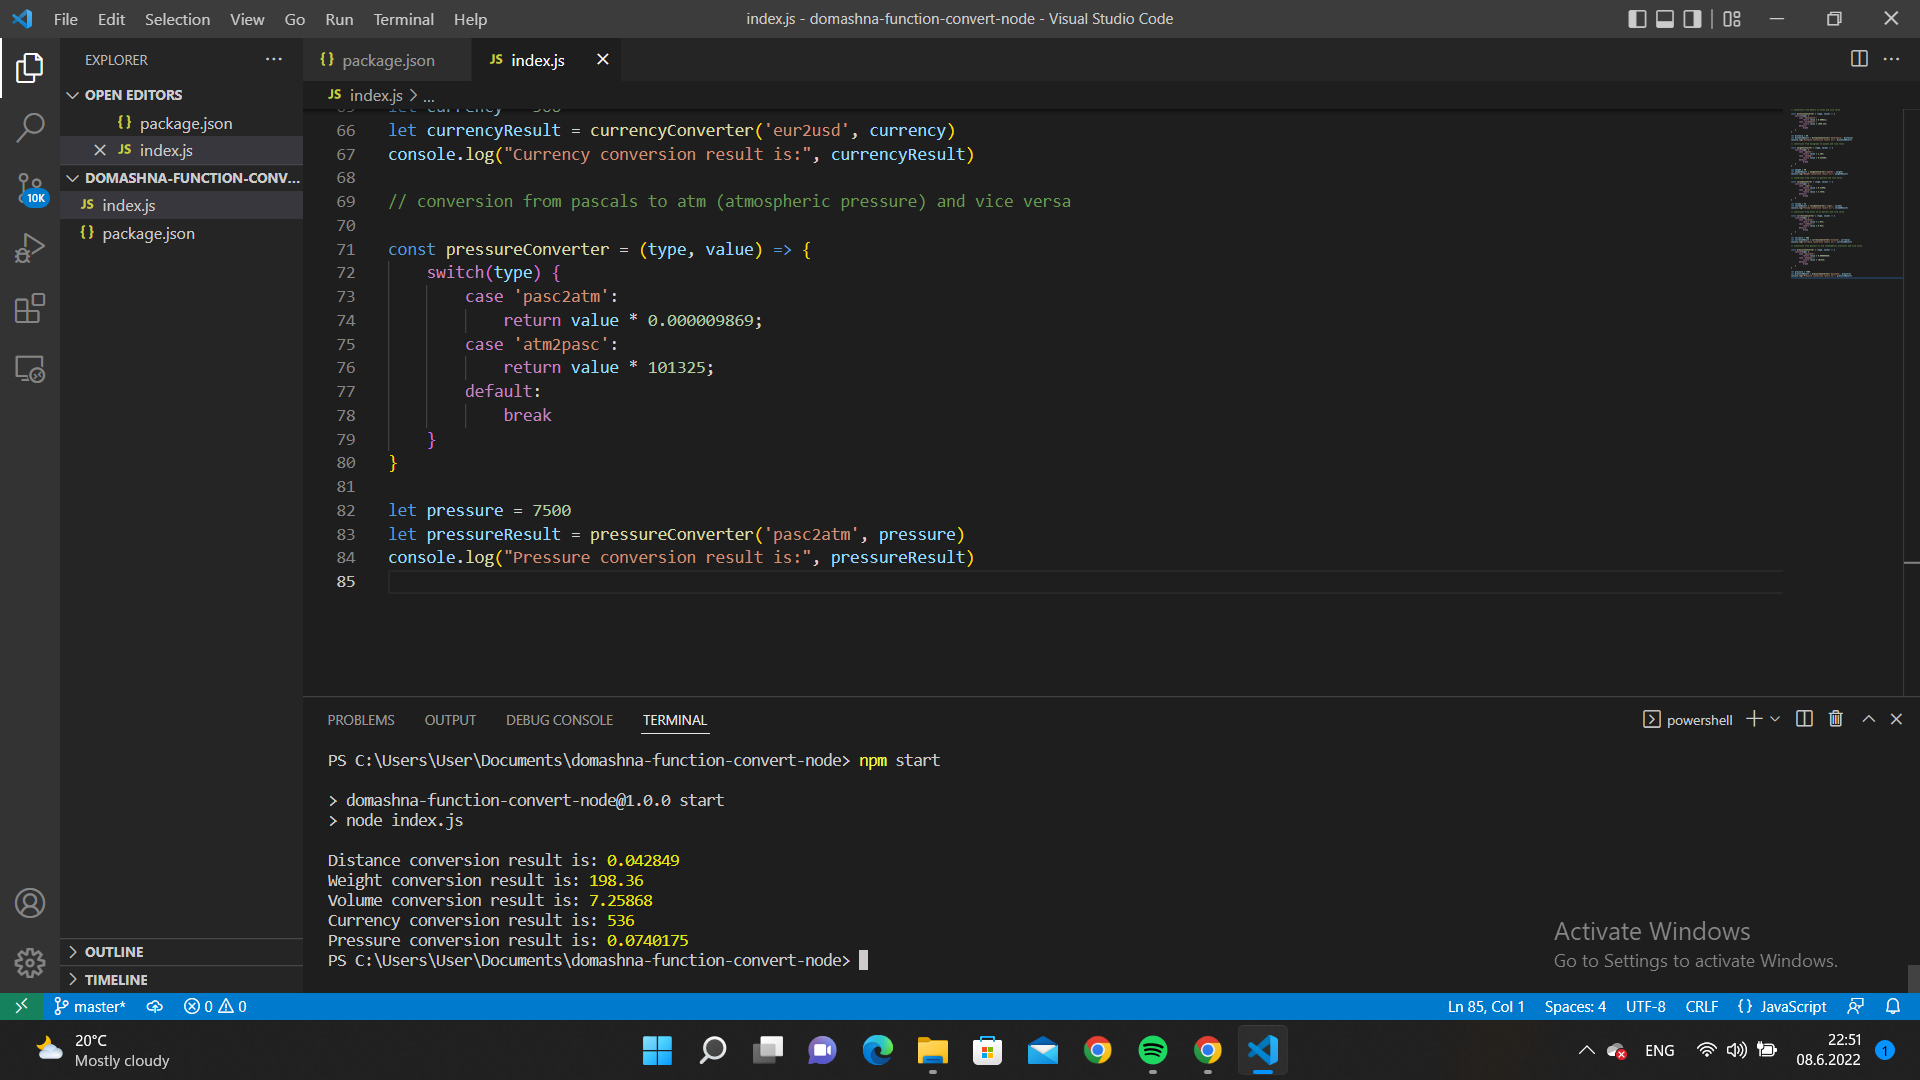 File Edit Selection View Go Run Terminal Help
index.js - domashna-function-convert-node - Visual Studio Code
EXPLORER
OPEN EDITORS
{} package.json
JS index.js
DOMASHNA-FUNCTION-CONV...
JS index.js
{} package.json
10K
OUTLINE
TIMELINE
{} package.json
JS index.js
JS index.js > ...
66 let currencyResult = currencyConverter('eur2usd', currency)
67 console.log("Currency conversion result is:", currencyResult)
68
69 // conversion from pascals to atm (atmospheric pressure) and vice versa
70
71 const pressureConverter = (type, value) => {
72 switch(type) {
73 case 'pasc2atm':
74 return value * 0.000009869;
75 case 'atm2pasc':
76 return value * 101325;
77 default:
78 break
79 }
80 }
81
82 let pressure = 7500
83 let pressureResult = pressureConverter('pasc2atm', pressure)
84 console.log("Pressure conversion result is:", pressureResult)
85
PROBLEMS OUTPUT DEBUG CONSOLE TERMINAL
powershell
PS C:\Users\User\Documents\domashna-function-convert-node> npm start
> domashna-function-convert-node@1.0.0 start
> node index.js
Distance conversion result is: 0.042849
Weight conversion result is: 198.36
Volume conversion result is: 7.25868
Currency conversion result is: 536
Pressure conversion result is: 0.0740175
PS C:\Users\User\Documents\domashna-function-convert-node>
Activate Windows
Go to Settings to activate Windows.
master* 0 0
Ln 85, Col 1 Spaces: 4 UTF-8 CRLF {} JavaScript
20°C
Mostly cloudy
ENG
22:51
08.6.2022
1